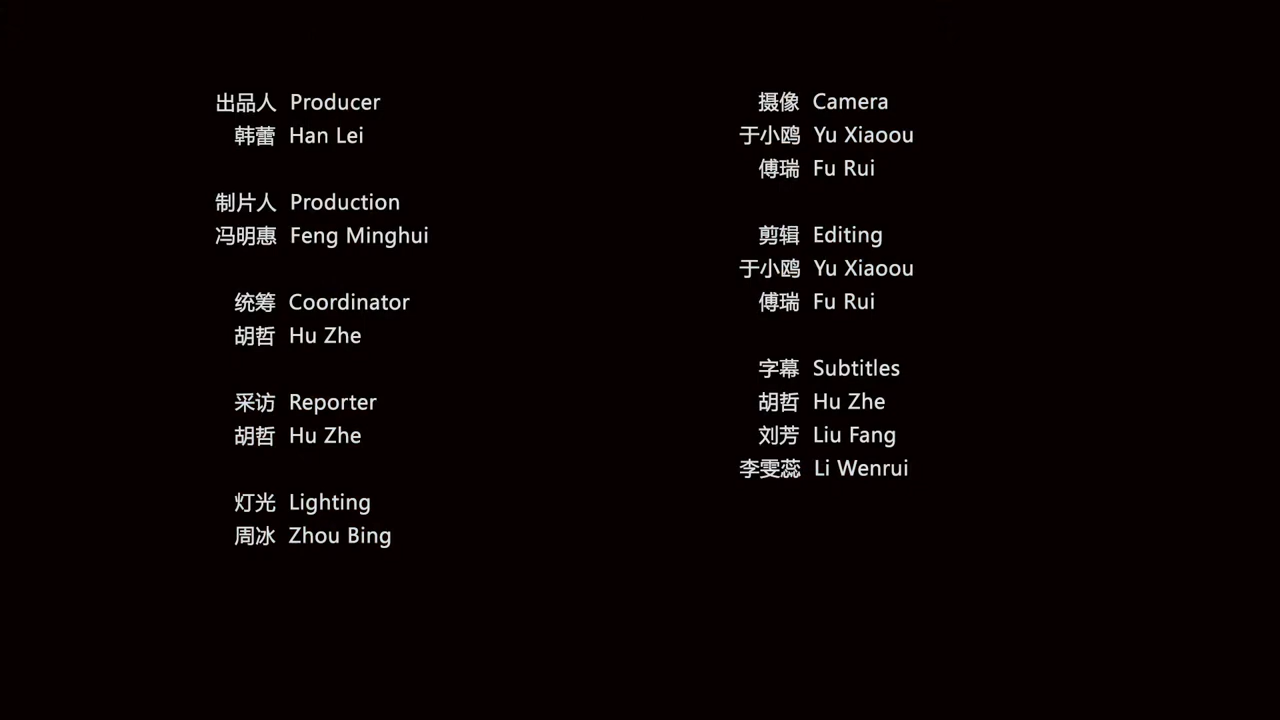 出品人 Producer
韩蕾 Han Lei
制片人 Production
冯明惠 Feng Minghui
统筹 Coordinator
胡哲 Hu Zhe
采访 Reporter
胡哲 Hu Zhe
灯光 Lighting
周冰 Zhou Bing
摄像 Camera
于小鸥 Yu Xiaoou
傅瑞 Fu Rui
剪辑 Editing
于小鸥 Yu Xiaoou
傅瑞 Fu Rui
字幕 Subtitles
胡哲 Hu Zhe
刘芳 Liu Fang
李雯蕊 Li Wenrui